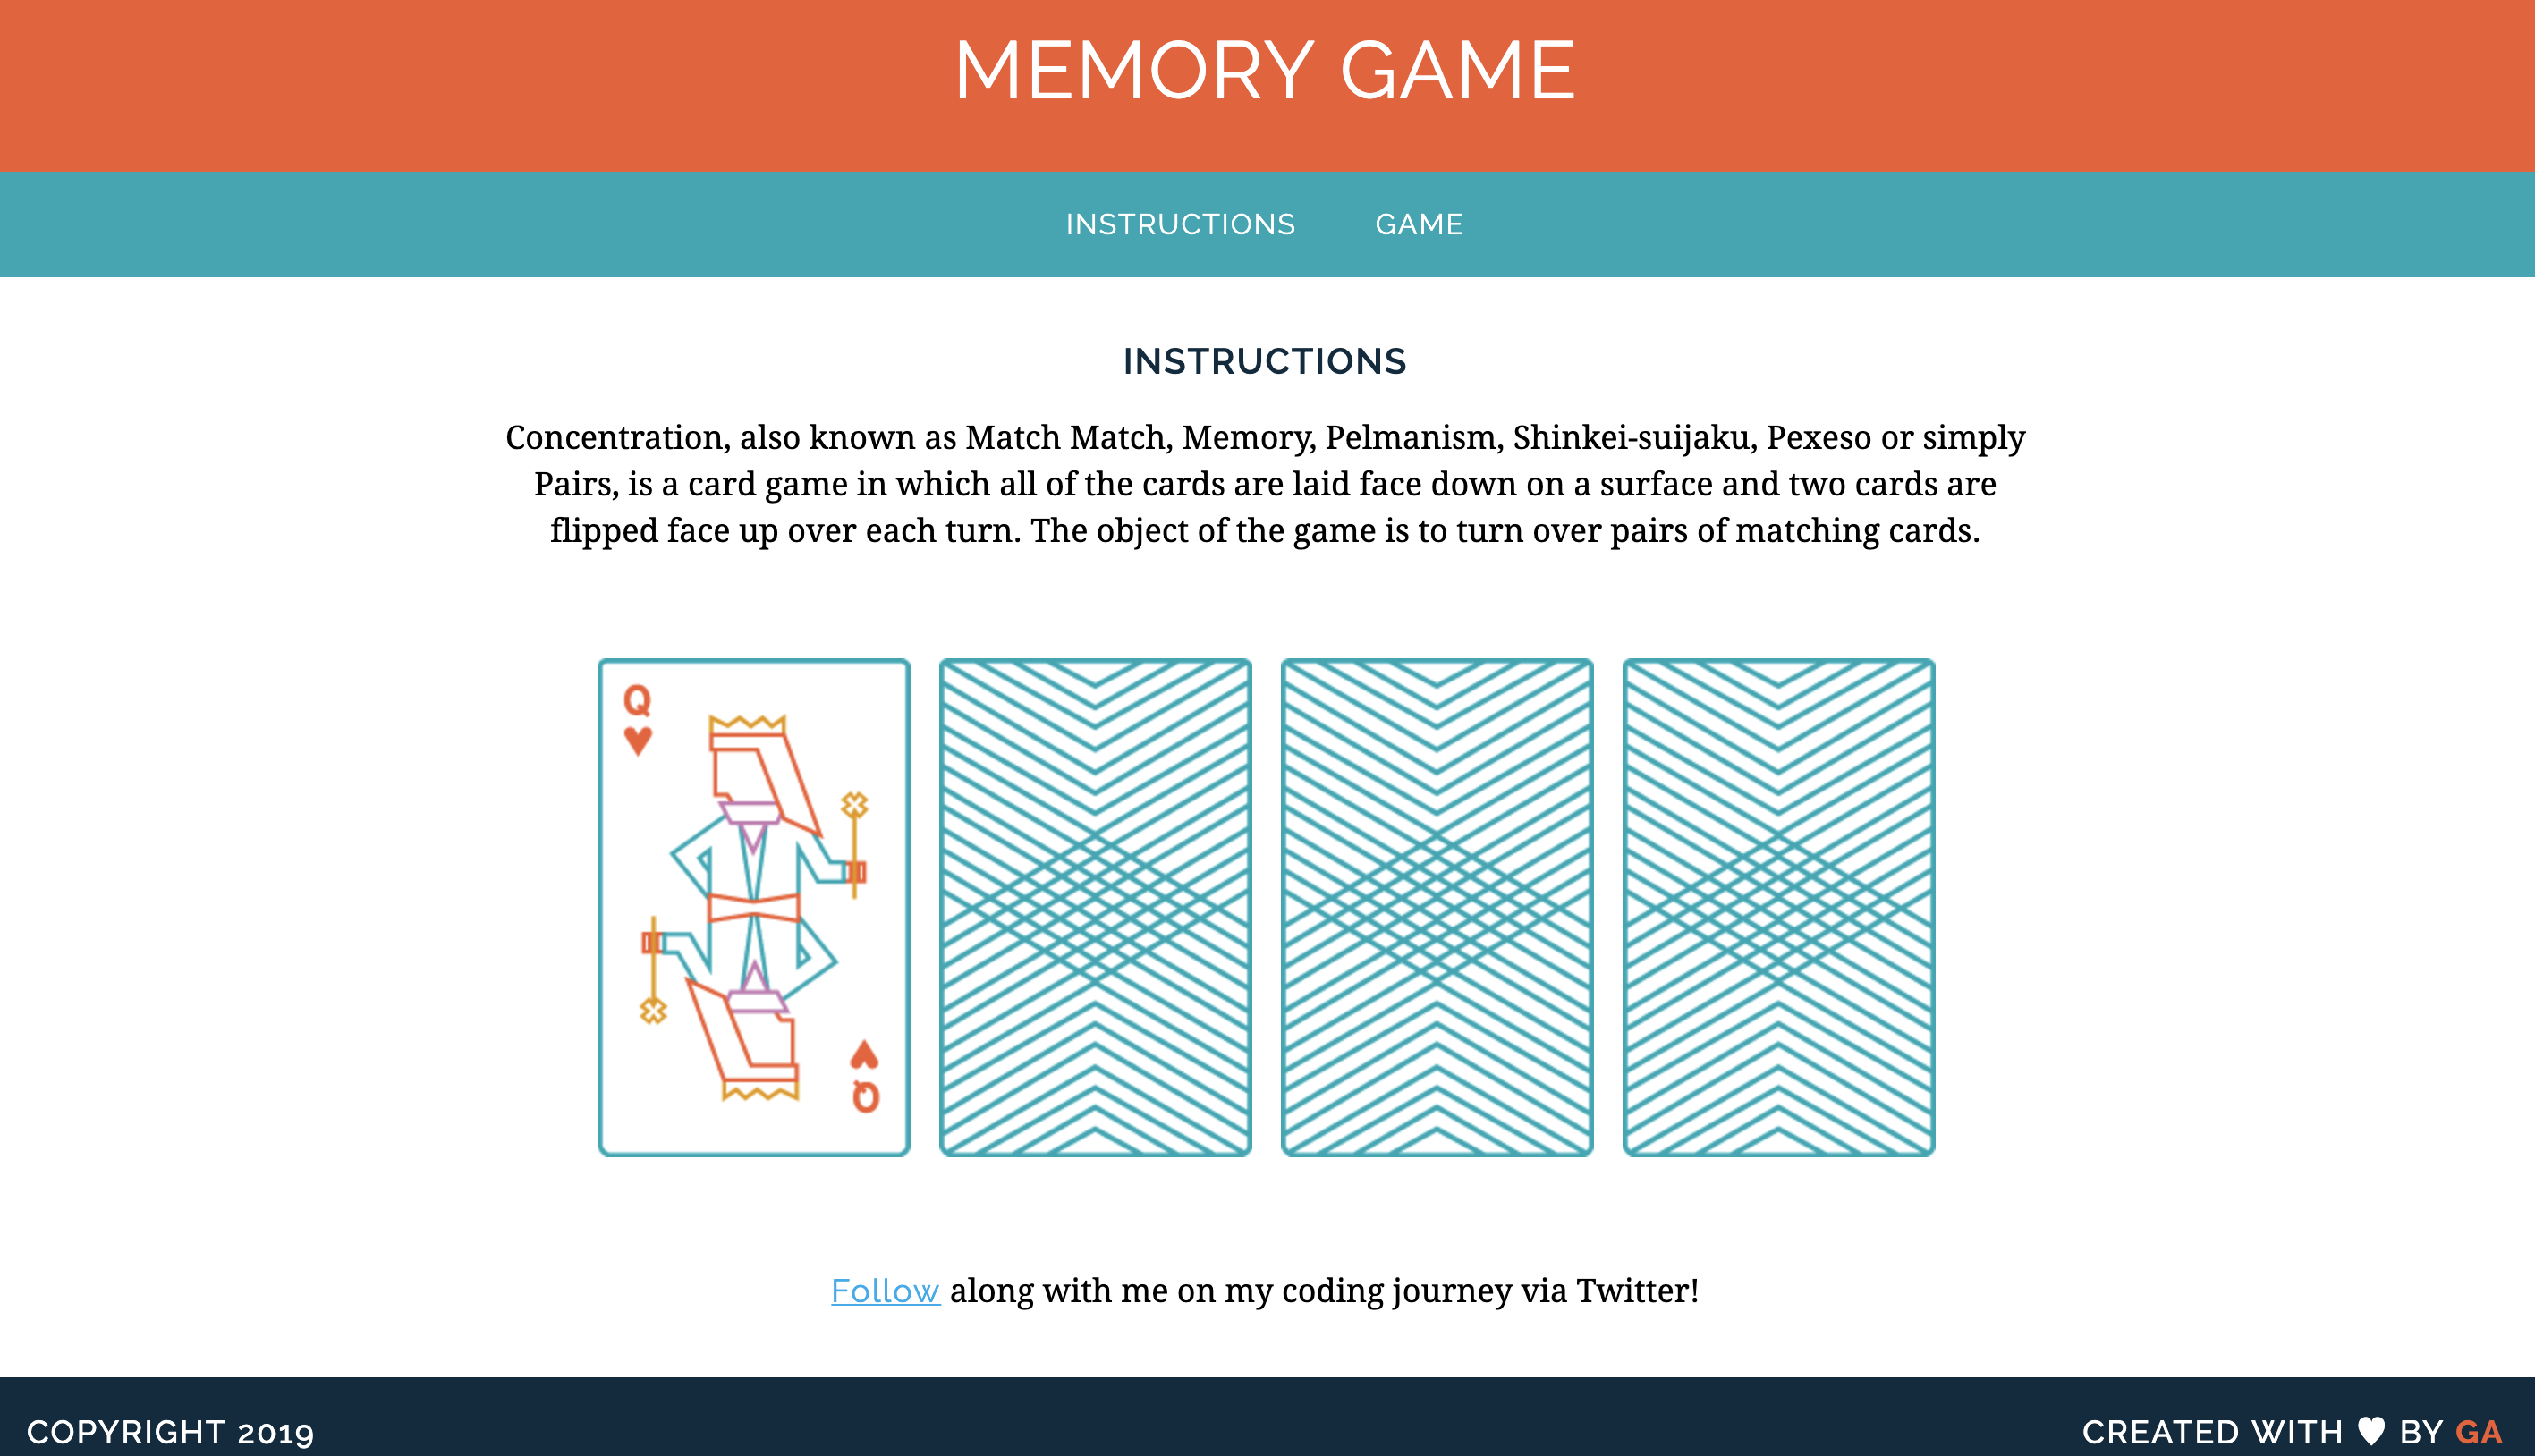 MEMORY GAME
INSTRUCTIONS GAME
INSTRUCTIONS
Concentration, also known as Match Match, Memory, Pelmanism, Shinkei-suijaku, Pexeso or simply
Pairs, is a card game in which all of the cards are laid face down on a surface and two cards are
flipped face up over each turn. The object of the game is to turn over pairs of matching cards.
Q
Q
Follow along with me on my coding journey via Twitter!
COPYRIGHT 2019
CREATED WITH ♥ BY GA